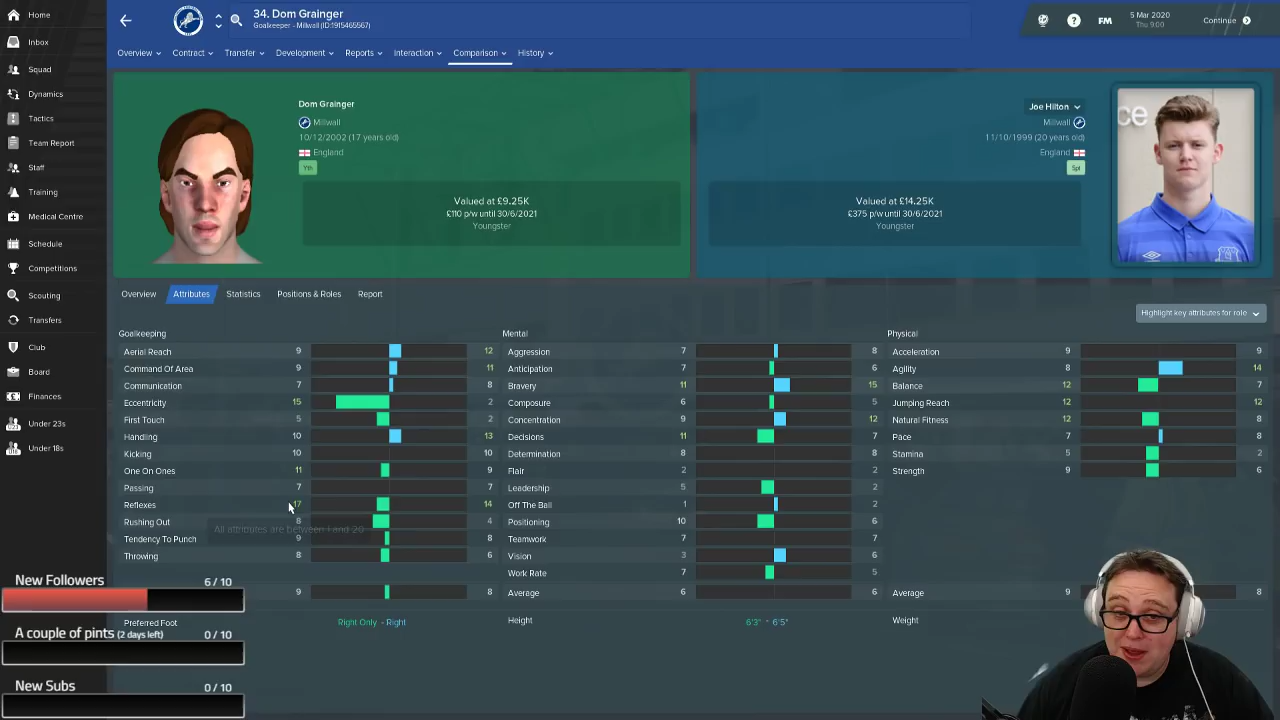 Home
Inbox
Squad
Dynamics
Tactics
Team Report
Staff
Training
Medical Centre
Schedule
Competitions
Scouting
Transfers
Club
Board
Finances
Under 23s
Under 18s
34. Dom Grainger
Goalkeeper - Millwall (ID:1915465567)
FM
5 Mar 2020
Thu 9:00
Continue
Overview Contract Transfer Development Reports Interaction Comparison History
Dom Grainger
Millwall
10/12/2002 (17 years old)
England
Yth
Valued at £9.25K
£110 p/w until 30/6/2021
Youngster
Joe Hilton
Millwall
11/10/1999 (20 years old)
England
Spt
Valued at £14.25K
£375 p/w until 30/6/2021
Youngster
ce
Overview Attributes Statistics Positions & Roles Report
Highlight key attributes for role
Goalkeeping
Aerial Reach 9 12
Command Of Area 9 11
Communication 7 8
Eccentricity 15 2
First Touch 5 2
Handling 10 13
Kicking 10 10
One On Ones 11 9
Passing 7 7
Reflexes 17 14
Rushing Out 8 4
All attributes are between 1 and 20
Tendency To Punch 9 8
Throwing 8 6
9 8
Preferred Foot Right Only - Right
Mental
Aggression 7 8
Anticipation 7 6
Bravery 11 15
Composure 6 5
Concentration 9 12
Decisions 11 7
Determination 8 8
Flair 2 2
Leadership 5 2
Off The Ball 1 2
Positioning 10 6
Teamwork 7 7
Vision 3 6
Work Rate 7 5
Average 6 6
Height 6'3" - 6'5"
Physical
Acceleration 9 9
Agility 8 14
Balance 12 7
Jumping Reach 12 12
Natural Fitness 12 8
Pace 7 8
Stamina 5 2
Strength 9 6
Average 9 8
Weight
New Followers 6 / 10
A couple of pints (2 days left) 0 / 10
New Subs 0 / 10